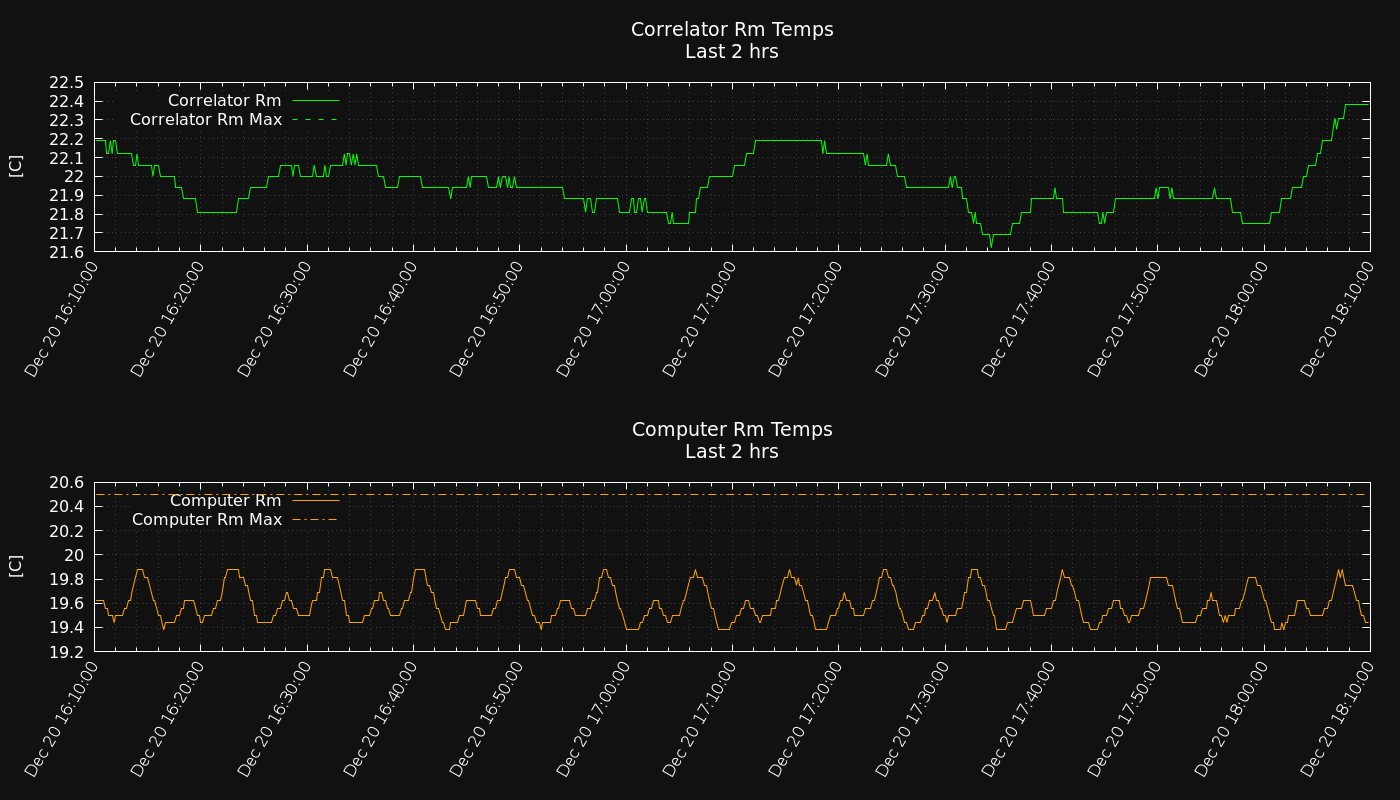 Correlator Rm Temps
Last 2 hrs
22.5
22.4
22.3
22.2
22.1
22
21.9
21.8
21.7
21.6
[C]
Correlator Rm
Correlator Rm Max
Dec 20 16:10:00
Dec 20 16:20:00
Dec 20 16:30:00
Dec 20 16:40:00
Dec 20 16:50:00
Dec 20 17:00:00
Dec 20 17:10:00
Dec 20 17:20:00
Dec 20 17:30:00
Dec 20 17:40:00
Dec 20 17:50:00
Dec 20 18:00:00
Dec 20 18:10:00
Computer Rm Temps
Last 2 hrs
20.6
20.4
20.2
20
19.8
19.6
19.4
19.2
[C]
Computer Rm
Computer Rm Max
Dec 20 16:10:00
Dec 20 16:20:00
Dec 20 16:30:00
Dec 20 16:40:00
Dec 20 16:50:00
Dec 20 17:00:00
Dec 20 17:10:00
Dec 20 17:20:00
Dec 20 17:30:00
Dec 20 17:40:00
Dec 20 17:50:00
Dec 20 18:00:00
Dec 20 18:10:00